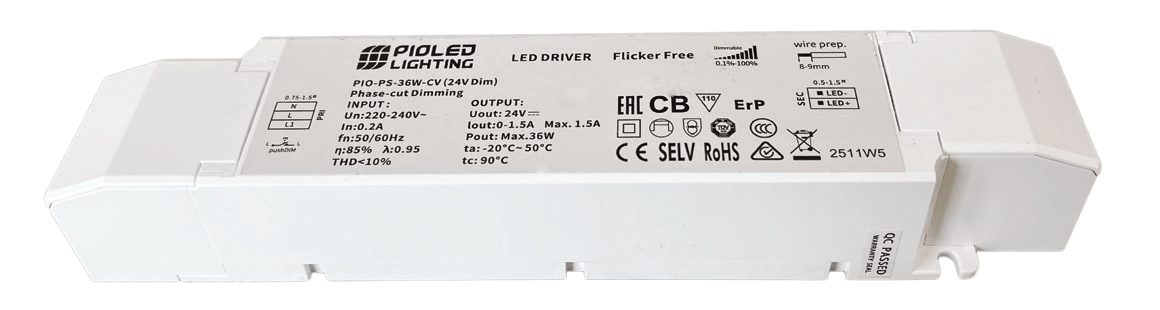 PIOLED
LIGHTING
LED DRIVER
Flicker Free
Dimmable
0.1%-100%
wire prep.
8-9mm
PIO-PS-36W-CV (24V Dim)
Phase-cut Dimming
INPUT:
Un:220-240V~
In:0.2A
fn:50/60Hz
η:85% λ:0.95
THD<10%
OUTPUT:
Uout: 24V⎓
Iout:0-1.5A Max. 1.5A
Pout: Max.36W
ta: -20°C~ 50°C
tc: 90°C
0.75-1.5
N
L
L1
PRI
L L
pushDIM
EAC CB 110 ErP
CE SELV RoHS
2511W5
0.5-1.5
SEC
LED-
LED+
QC PASSED
WARRANTY SEAL